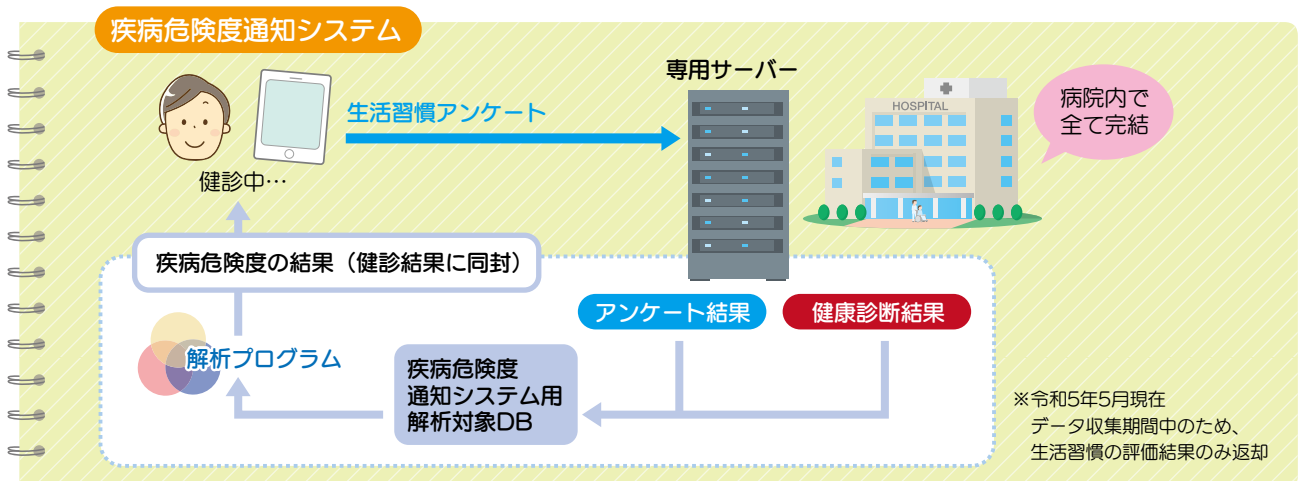 疾病危険度通知システム
専用サーバー
HOSPITAL
病院内で
全て完結
生活習慣アンケート
健診中…
疾病危険度の結果（健診結果に同封）
アンケート結果
健康診断結果
解析プログラム
疾病危険度
通知システム用
解析対象DB
※令和5年5月現在
データ収集期間中のため、
生活習慣の評価結果のみ返却